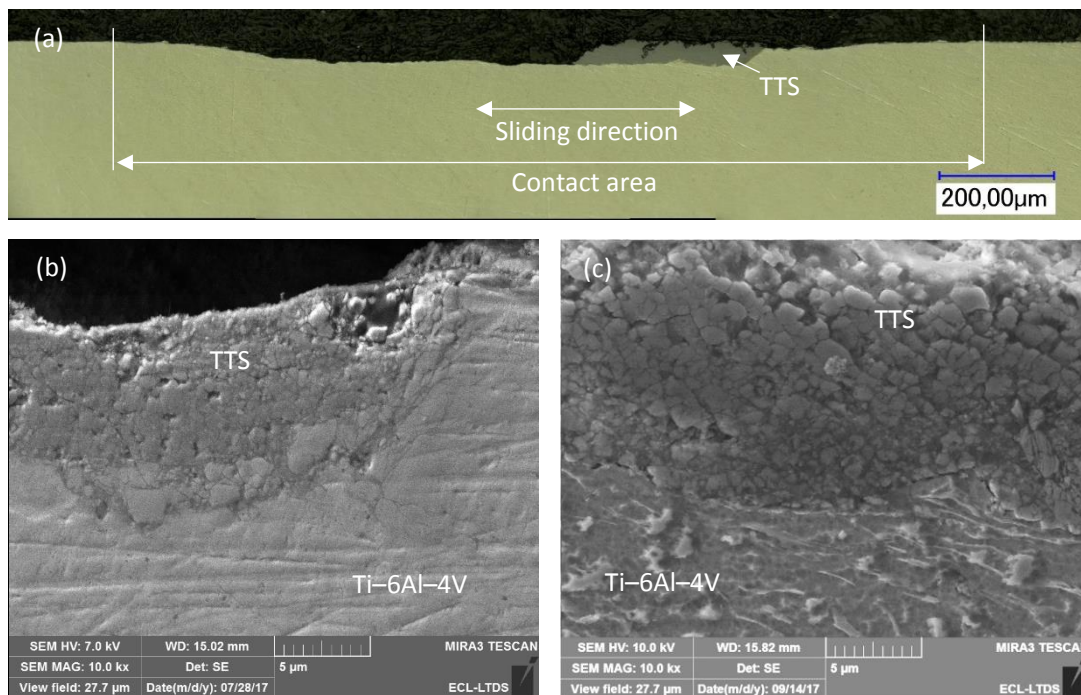 (a)
TTS
Sliding direction
Contact area
200,00µm
(b)
TTS
Ti–6Al–4V
SEM HV: 7.0 kV WD: 15.02 mm MIRA3 TESCAN
SEM MAG: 10.0 kx Det: SE 5 µm
View field: 27.7 µm Date(m/d/y): 07/28/17 ECL-LTDS
(c)
TTS
Ti–6Al–4V
SEM HV: 10.0 kV WD: 15.82 mm MIRA3 TESCAN
SEM MAG: 10.0 kx Det: SE 5 µm
View field: 27.7 µm Date(m/d/y): 09/14/17 ECL-LTDS